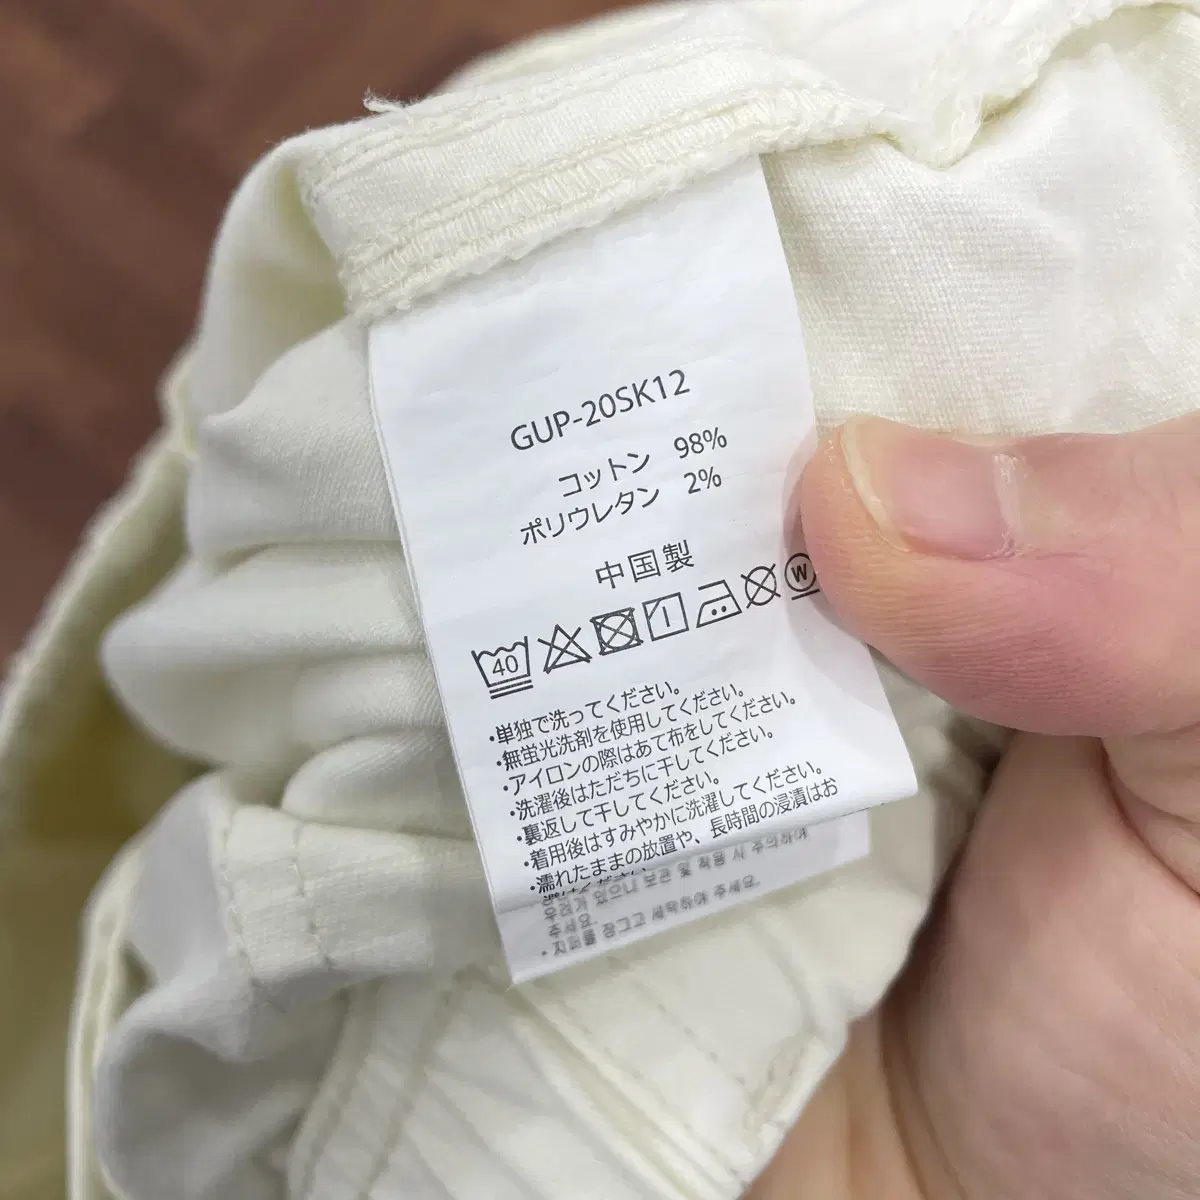 GUP-20SK12
コットン 98%
ポリウレタン 2%
中国製
40
W
・単独で洗ってください。
・無蛍光洗剤を使用してください。
・アイロンの際はあて布をしてください。
・洗濯後はただちに干してください。
・裏返して干してください。
・着用後はすみやかに洗濯してください。
・濡れたままの放置や、長時間の浸漬はお